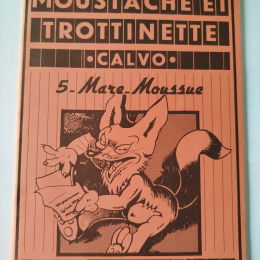 MOUSTACHE ET
TROTTINETTE
•CALVO•
5-Mare-Moussue